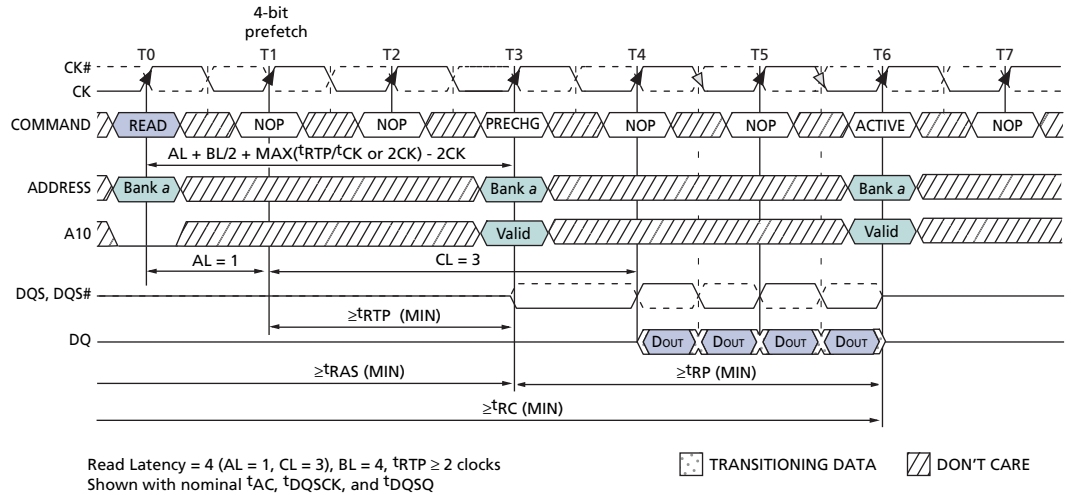 4-bit
prefetch
T0 T1 T2 T3 T4 T5 T6 T7
CK#
CK
COMMAND READ NOP NOP PRECHG NOP NOP ACTIVE NOP
AL + BL/2 + MAX(tRTP/tCK or 2CK) - 2CK
ADDRESS Bank a Bank a Bank a
A10 Valid Valid
AL = 1 CL = 3
DQS, DQS#
≥tRTP (MIN)
DQ DOUT DOUT DOUT DOUT
≥tRAS (MIN) ≥tRP (MIN)
≥tRC (MIN)
Read Latency = 4 (AL = 1, CL = 3), BL = 4, tRTP ≥ 2 clocks
Shown with nominal tAC, tDQSCK, and tDQSQ
TRANSITIONING DATA DON'T CARE